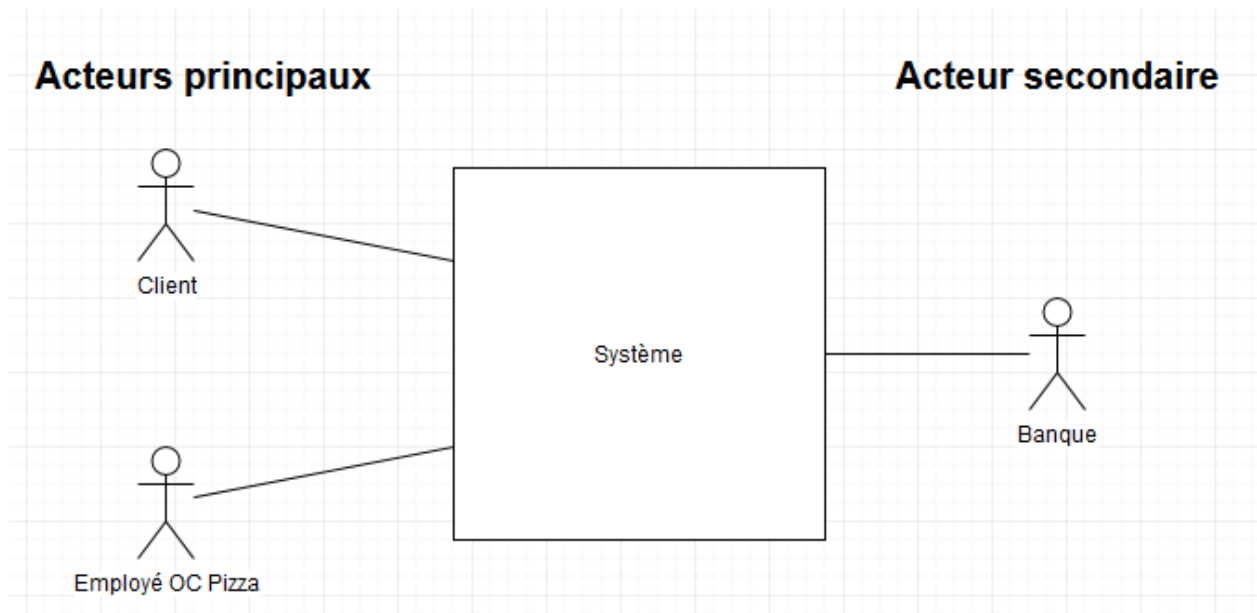 Acteurs principaux
Acteur secondaire
Client
Système
Banque
Employé OC Pizza